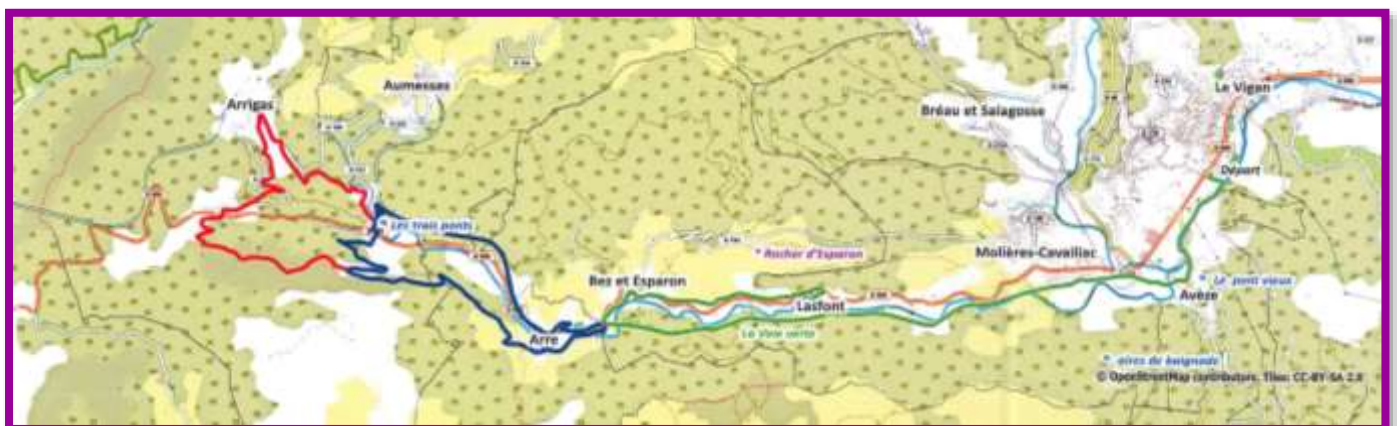 Aumessas
Arrigas
Le Vigan
Bréau et Salagosse
Départ
Les trois ponts
Rocher d'Esparon
Molières-Cavaillac
Bez et Esparon
Le pont vieux
Avèze
Lasfont
La Voie verte
Arre
aires de baignade
© OpenStreetMap contributors. Tiles: CC-BY-SA 2.0